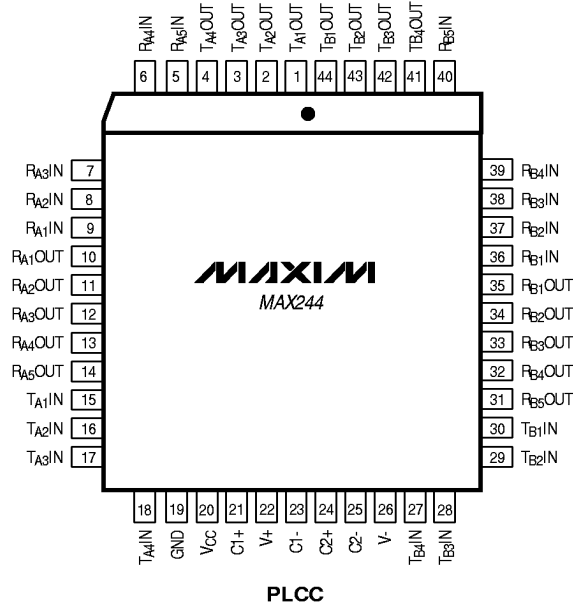 RA4IN
RA5IN
TA4OUT
TA3OUT
TA2OUT
TA1OUT
TB1OUT
TB2OUT
TB3OUT
TB4OUT
RB5IN
6 5 4 3 2 1 44 43 42 41 40
RA3IN 7
RA2IN 8
RA1IN 9
RA1OUT 10
RA2OUT 11
RA3OUT 12
RA4OUT 13
RA5OUT 14
TA1IN 15
TA2IN 16
TA3IN 17
MAXIM
MAX244
39 RB4IN
38 RB3IN
37 RB2IN
36 RB1IN
35 RB1OUT
34 RB2OUT
33 RB3OUT
32 RB4OUT
31 RB5OUT
30 TB1IN
29 TB2IN
18 19 20 21 22 23 24 25 26 27 28
TA4IN
GND
VCC
C1+
V+
C1-
C2+
C2-
V-
TB4IN
TB3IN
PLCC